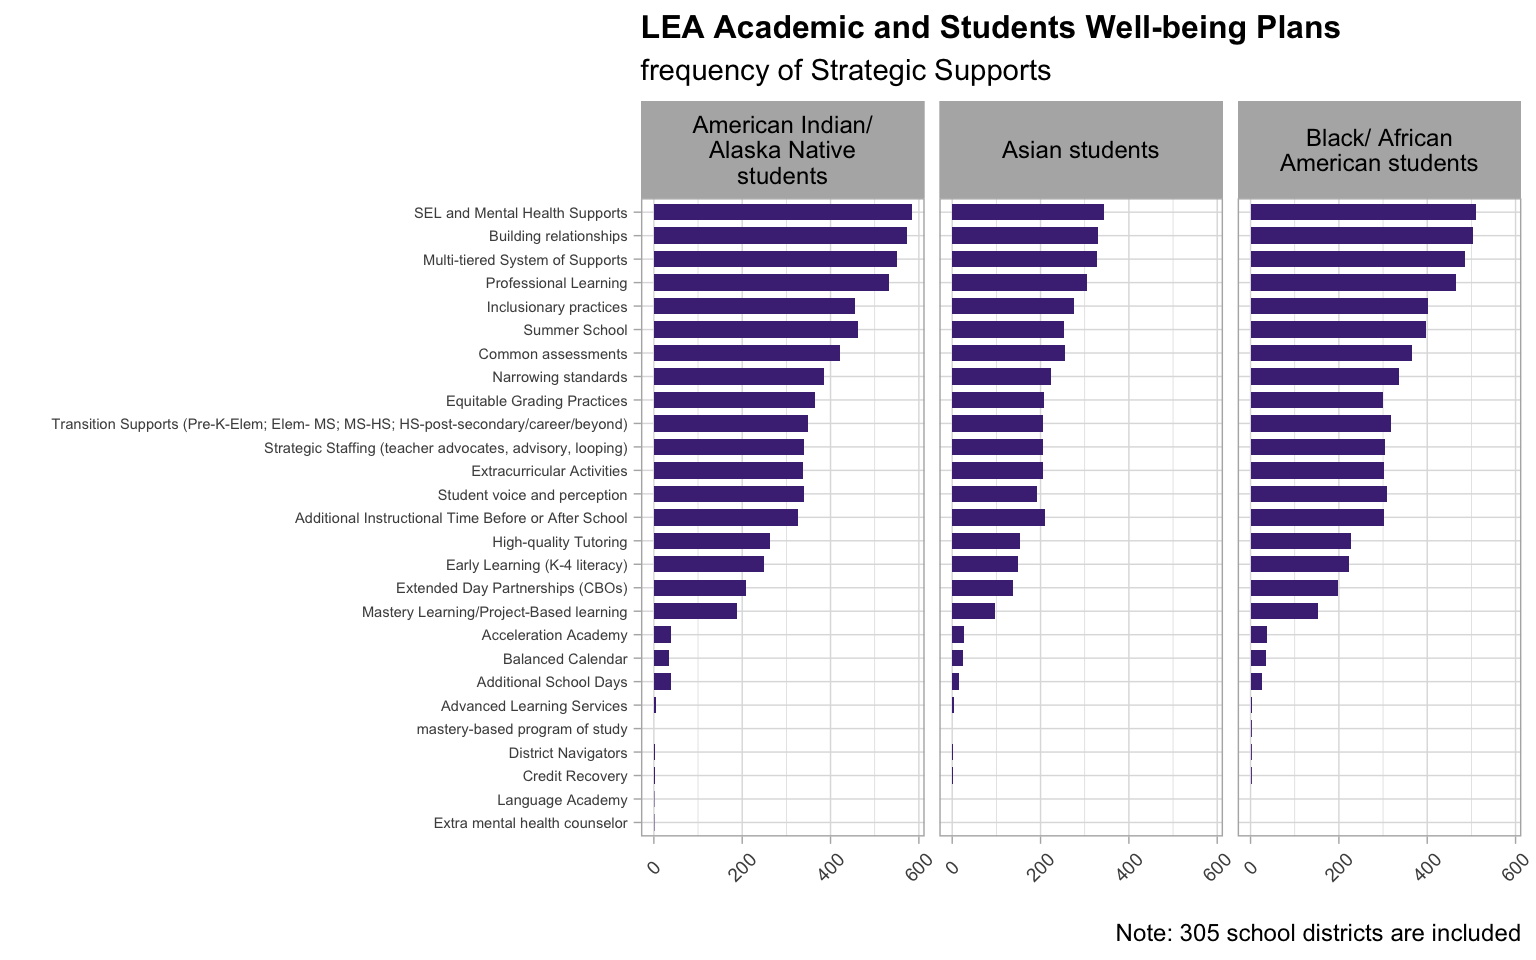 LEA Academic and Students Well-being Plans
frequency of Strategic Supports
American Indian/
Alaska Native
students
Asian students
Black/ African
American students
SEL and Mental Health Supports
Building relationships
Multi-tiered System of Supports
Professional Learning
Inclusionary practices
Summer School
Common assessments
Narrowing standards
Equitable Grading Practices
Transition Supports (Pre-K-Elem; Elem- MS; MS-HS; HS-post-secondary/career/beyond)
Strategic Staffing (teacher advocates, advisory, looping)
Extracurricular Activities
Student voice and perception
Additional Instructional Time Before or After School
High-quality Tutoring
Early Learning (K-4 literacy)
Extended Day Partnerships (CBOs)
Mastery Learning/Project-Based learning
Acceleration Academy
Balanced Calendar
Additional School Days
Advanced Learning Services
mastery-based program of study
District Navigators
Credit Recovery
Language Academy
Extra mental health counselor
0 200 400 600 0 200 400 600 0 200 400 600
Note: 305 school districts are included